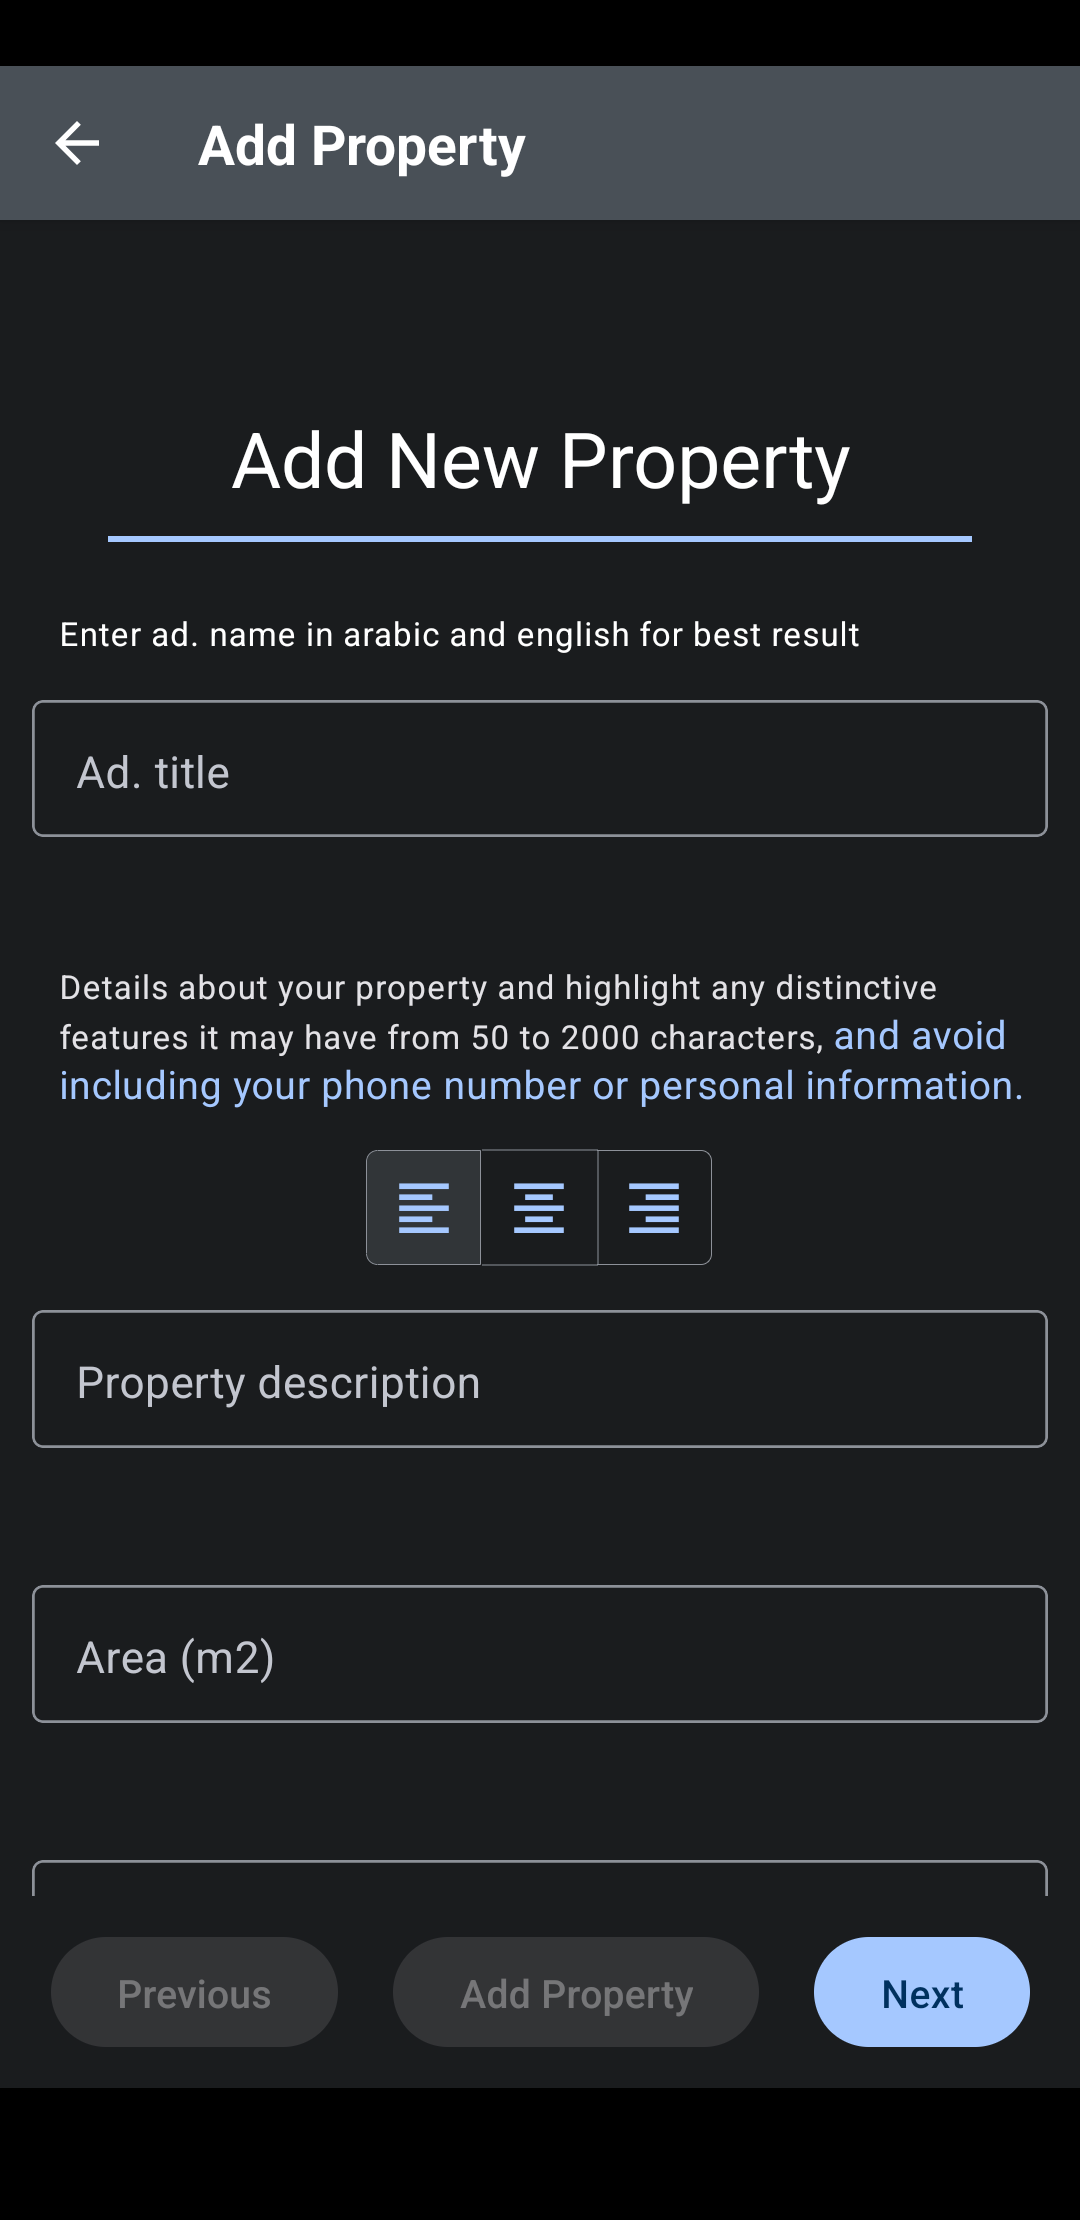 Add Property
Add New Property
Enter ad. name in arabic and english for best result
Ad. title
Details about your property and highlight any distinctive
features it may have from 50 to 2000 characters, and avoid
including your phone number or personal information.
Property description
Area (m2)
Previous
Add Property
Next